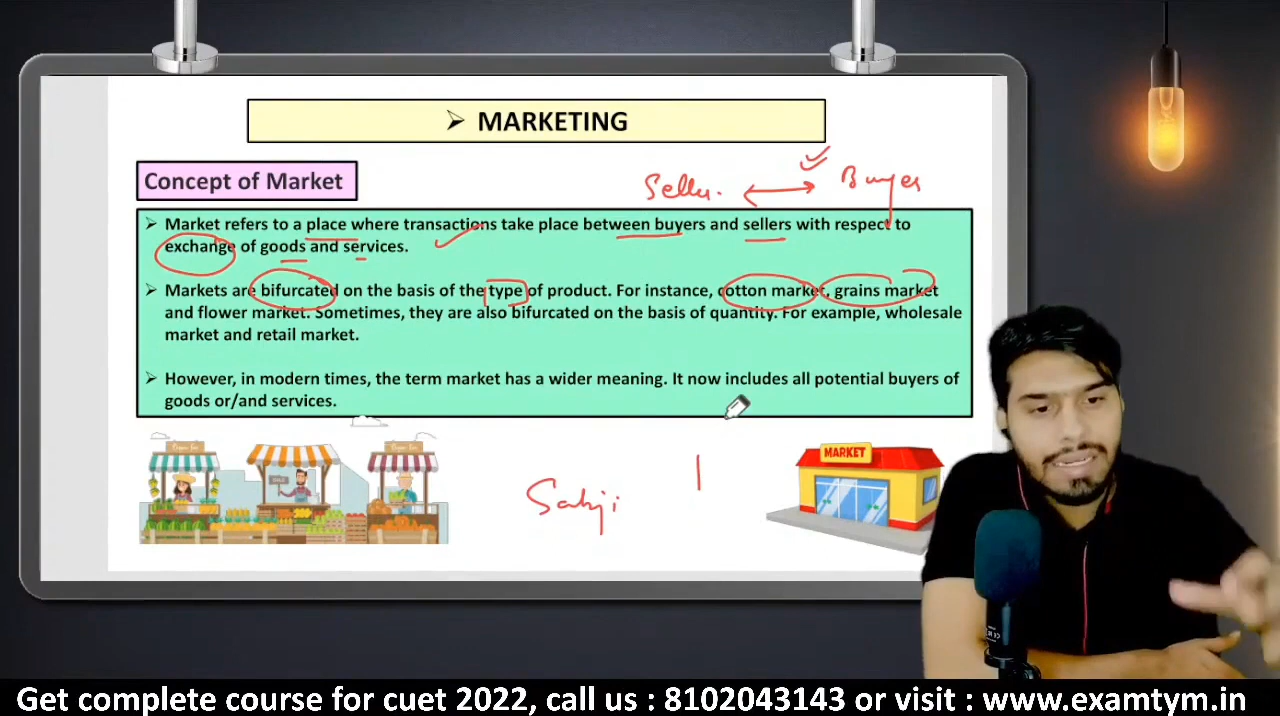 ➢ MARKETING
Concept of Market
Seller. Buyer
➢ Market refers to a place where transactions take place between buyers and sellers with respect to
exchange of goods and services.
➢ Markets are bifurcated on the basis of the type of product. For instance, cotton market, grains market
and flower market. Sometimes, they are also bifurcated on the basis of quantity. For example, wholesale
market and retail market.
➢ However, in modern times, the term market has a wider meaning. It now includes all potential buyers of
goods or/and services.
MARKET
Sabji
Get complete course for cuet 2022, call us : 8102043143 or visit : www.examtym.in